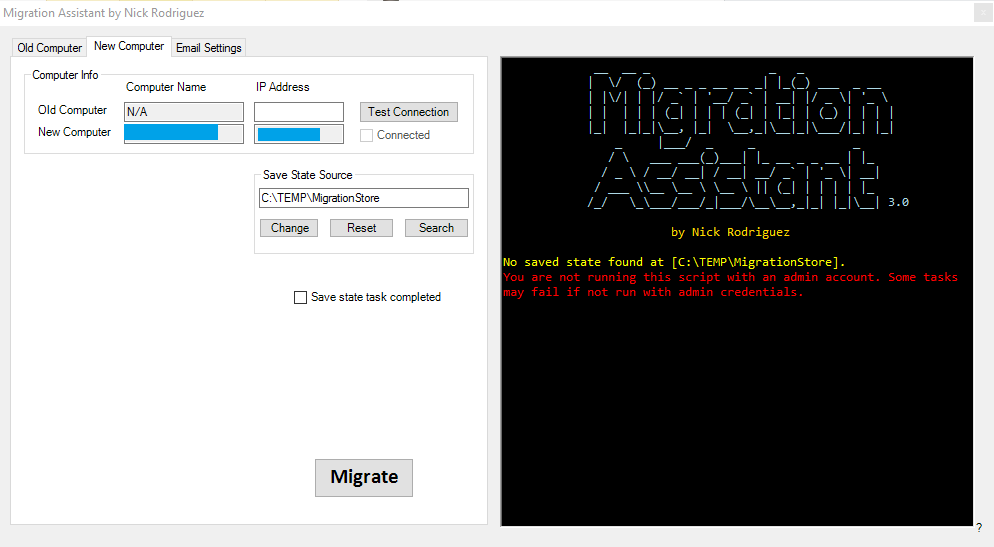 Migration Assistant by Nick Rodriguez
Old Computer New Computer Email Settings
Computer Info
Computer Name IP Address
Old Computer N/A Test Connection
New Computer Connected
Save State Source
C:\TEMP\MigrationStore
Change Reset Search
Save state task completed
Migrate
Migration
Assistant 3.0
by Nick Rodriguez
No saved state found at [C:\TEMP\MigrationStore].
You are not running this script with an admin account. Some tasks
may fail if not run with admin credentials.
?